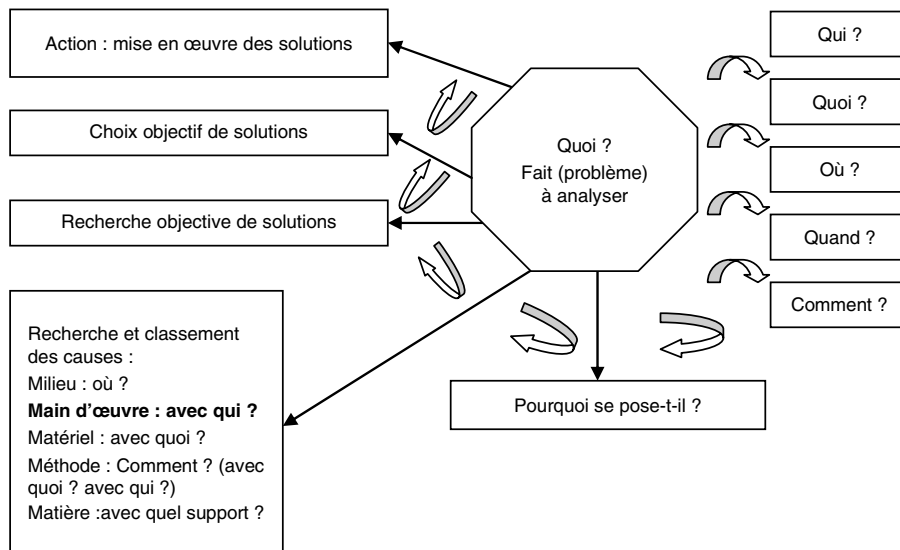 Action : mise en œuvre des solutions
Choix objectif de solutions
Recherche objective de solutions
Recherche et classement
des causes :
Milieu : où ?
Main d’œuvre : avec qui ?
Matériel : avec quoi ?
Méthode : Comment ? (avec
quoi ? avec qui ?)
Matière :avec quel support ?
Quoi ?
Fait (problème)
à analyser
Pourquoi se pose-t-il ?
Qui ?
Quoi ?
Où ?
Quand ?
Comment ?